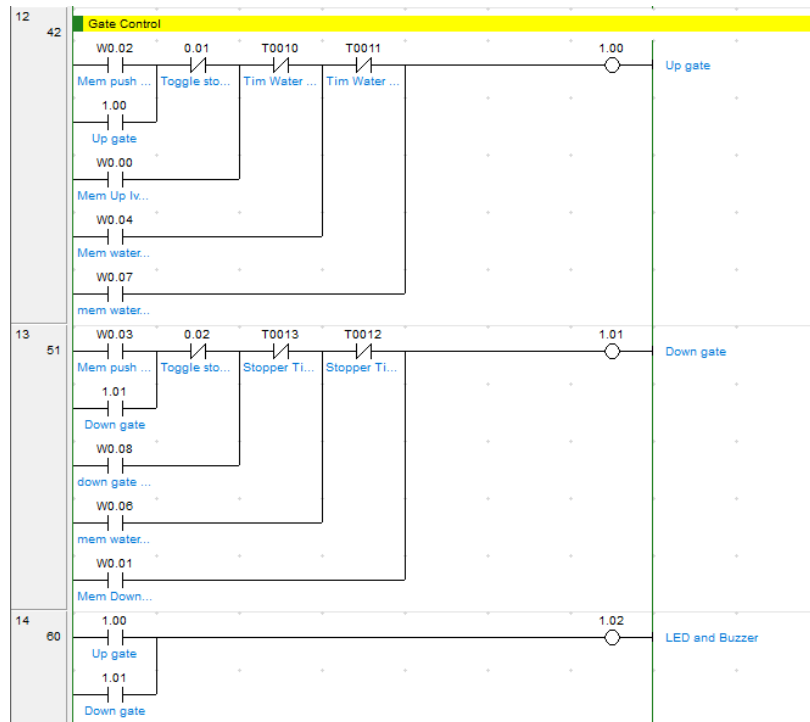 12
42
Gate Control
W0.02 0.01 T0010 T0011 1.00
Mem push ... Toggle sto... Tim Water ... Tim Water ... Up gate
1.00
Up gate
W0.00
Mem Up lv...
W0.04
Mem water...
W0.07
mem water...
13
51
W0.03 0.02 T0013 T0012 1.01
Mem push ... Toggle sto... Stopper Ti... Stopper Ti... Down gate
1.01
Down gate
W0.08
down gate ...
W0.06
mem water...
W0.01
Mem Down...
14
60
1.00 1.02
Up gate LED and Buzzer
1.01
Down gate